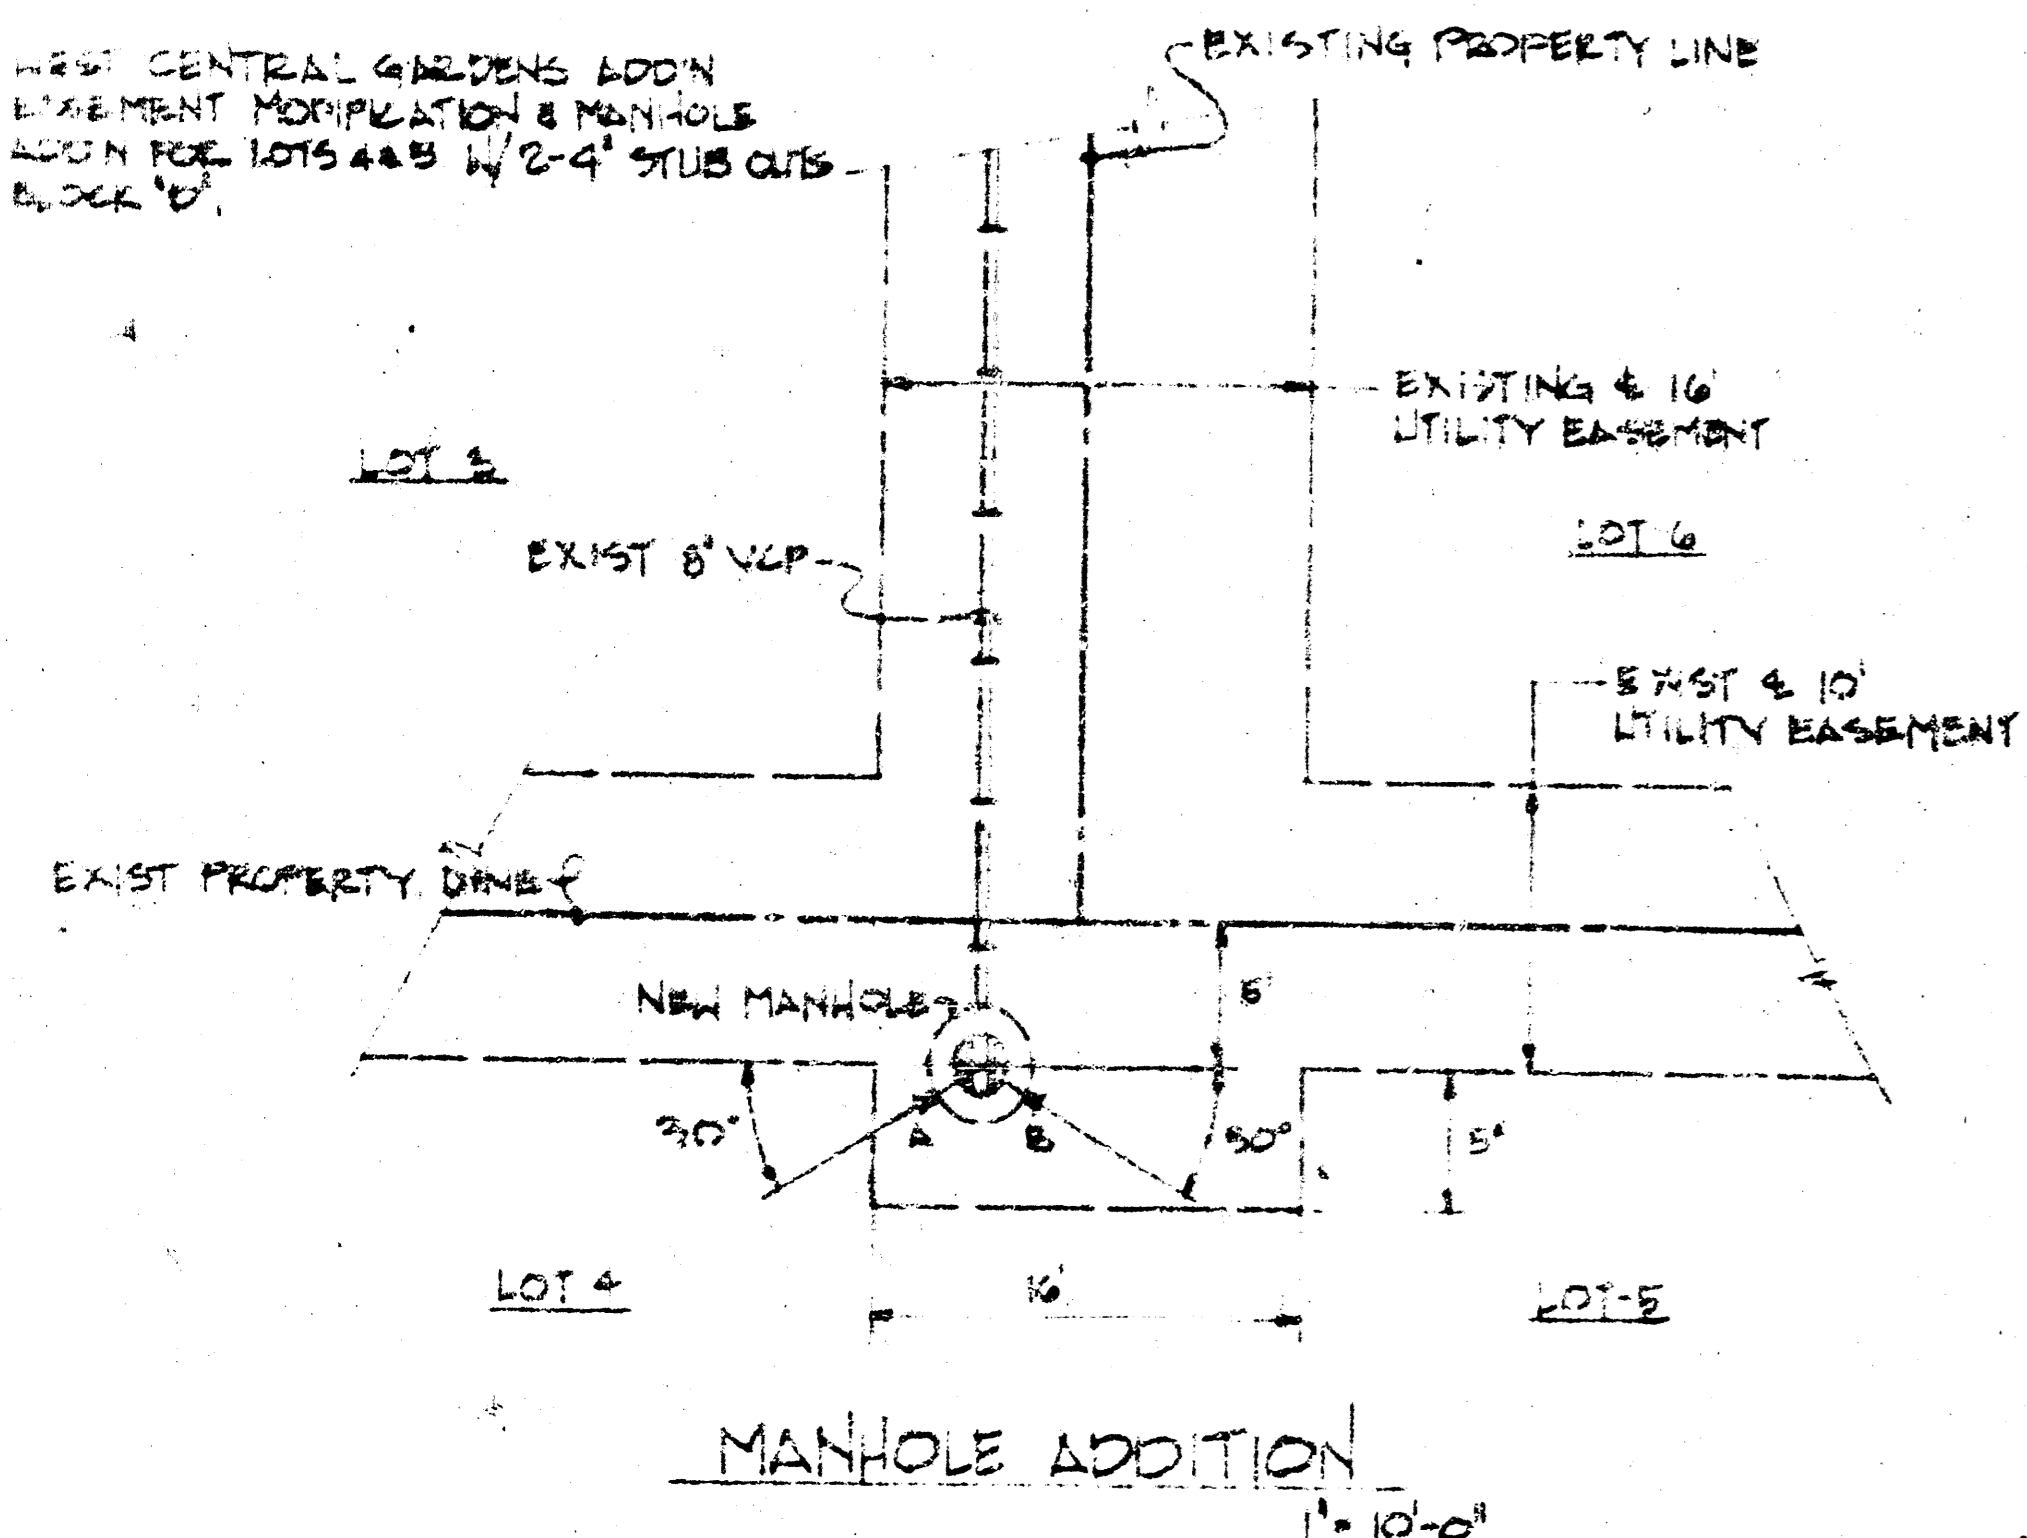 WEST CENTRAL GARDENS ADD'N
EASEMENT MODIFICATION & MANHOLE
ADD'N FOR LOTS 4&5 W/ 2-4" STUB OUTS
BLOCK "D".
EXISTING PROPERTY LINE
EXISTING ℄ 16'
UTILITY EASEMENT
LOT 3
LOT 6
EXIST 8" VCP
EXIST ℄ 10'
UTILITY EASEMENT
EXIST PROPERTY LINE
NEW MANHOLE
5'
30°
A
B
30°
5'
LOT 4
16'
LOT-5
MANHOLE ADDITION
1" = 10'-0"